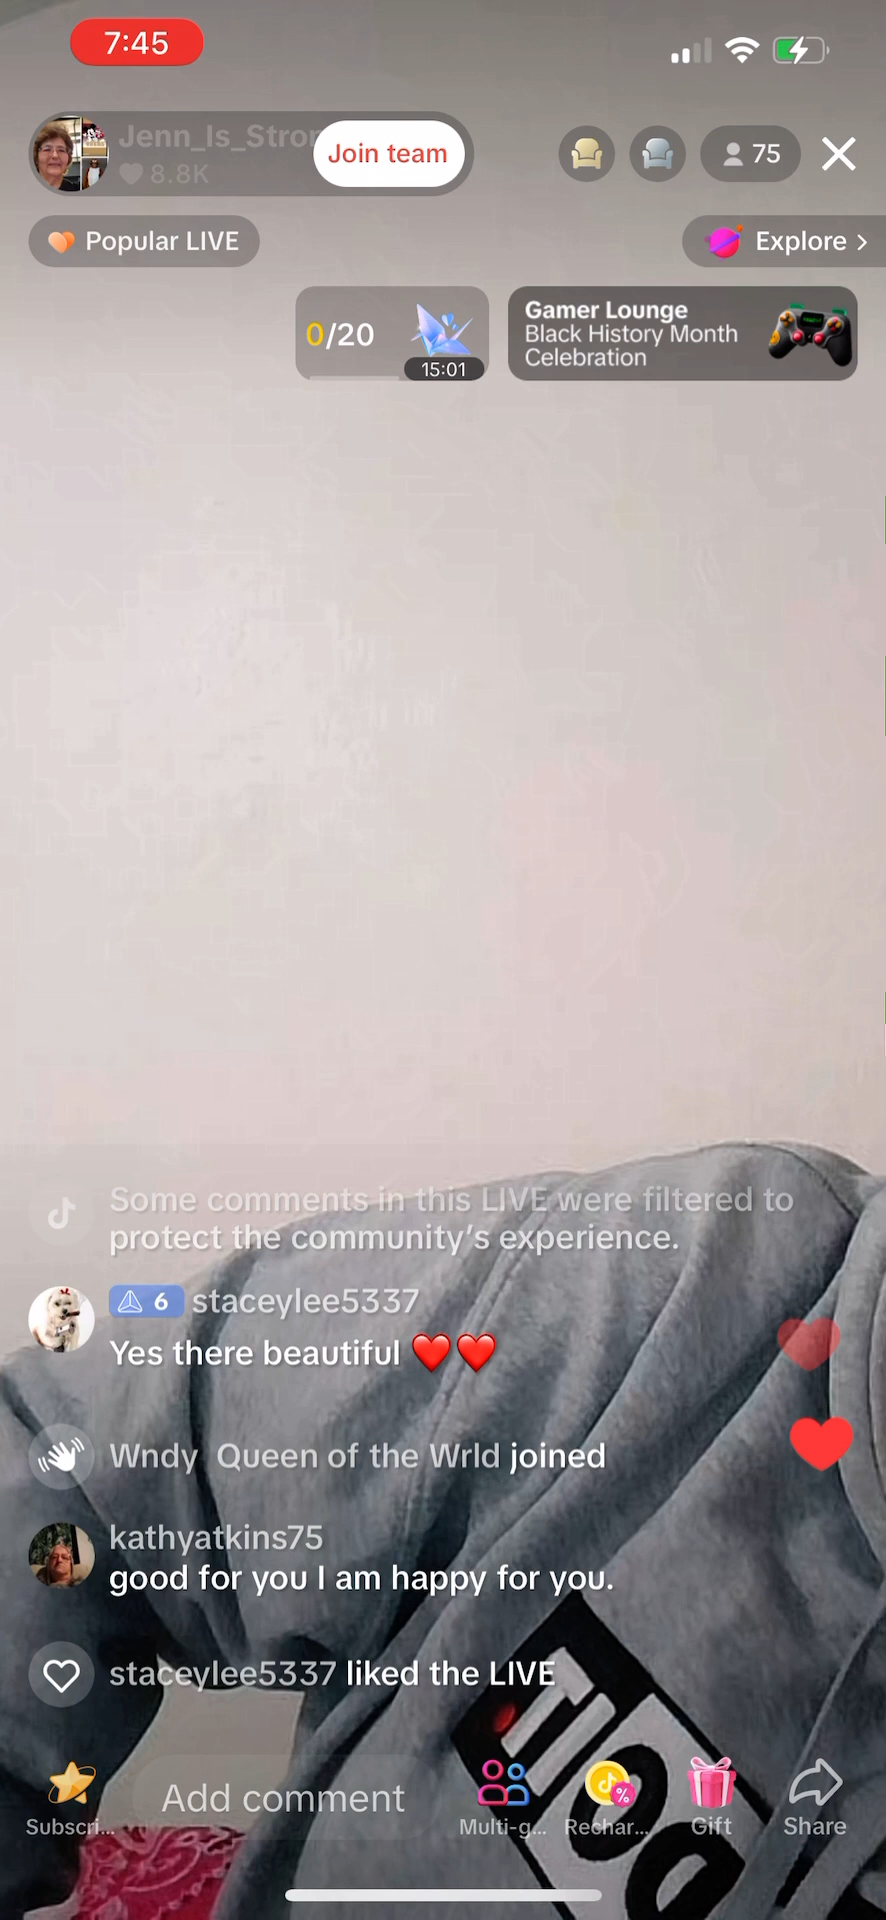 7:45
Jenn_Is_Stron
Join team
75
8.8K
Popular LIVE
Explore >
0/20
15:01
Gamer Lounge
Black History Month
Celebration
Some comments in this LIVE were filtered to
protect the community's experience.
6 staceylee5337
Yes there beautiful ❤️❤️
Wndy Queen of the Wrld joined
kathyatkins75
good for you I am happy for you.
staceylee5337 liked the LIVE
Add comment
Subscri...
Multi-g...
Rechar...
Gift
Share